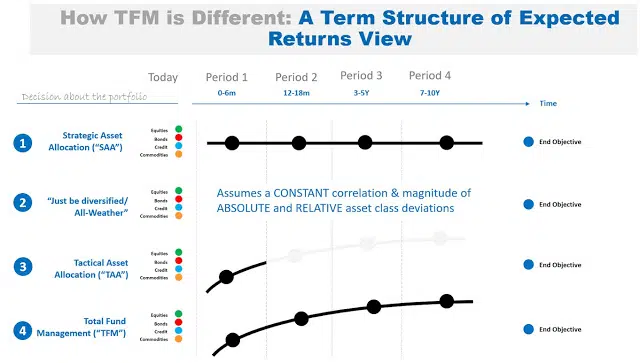 How TFM is Different: A Term Structure of Expected
Returns View
Today
Period 1
Period 2
Period 3
Period 4
Decision about the portfolio
0-6m
12-18m
3-5Y
7-10Y
Time
1
Strategic Asset
Allocation ("SAA")
Equities
Bonds
Credit
Commodities
End Objective
2
"Just be diversified/
All-Weather"
Equities
Bonds
Credit
Commodities
Assumes a CONSTANT correlation & magnitude of
ABSOLUTE and RELATIVE asset class deviations
End Objective
3
Tactical Asset
Allocation ("TAA")
Equities
Bonds
Credit
Commodities
End Objective
4
Total Fund
Management ("TFM")
Equities
Bonds
Credit
Commodities
End Objective